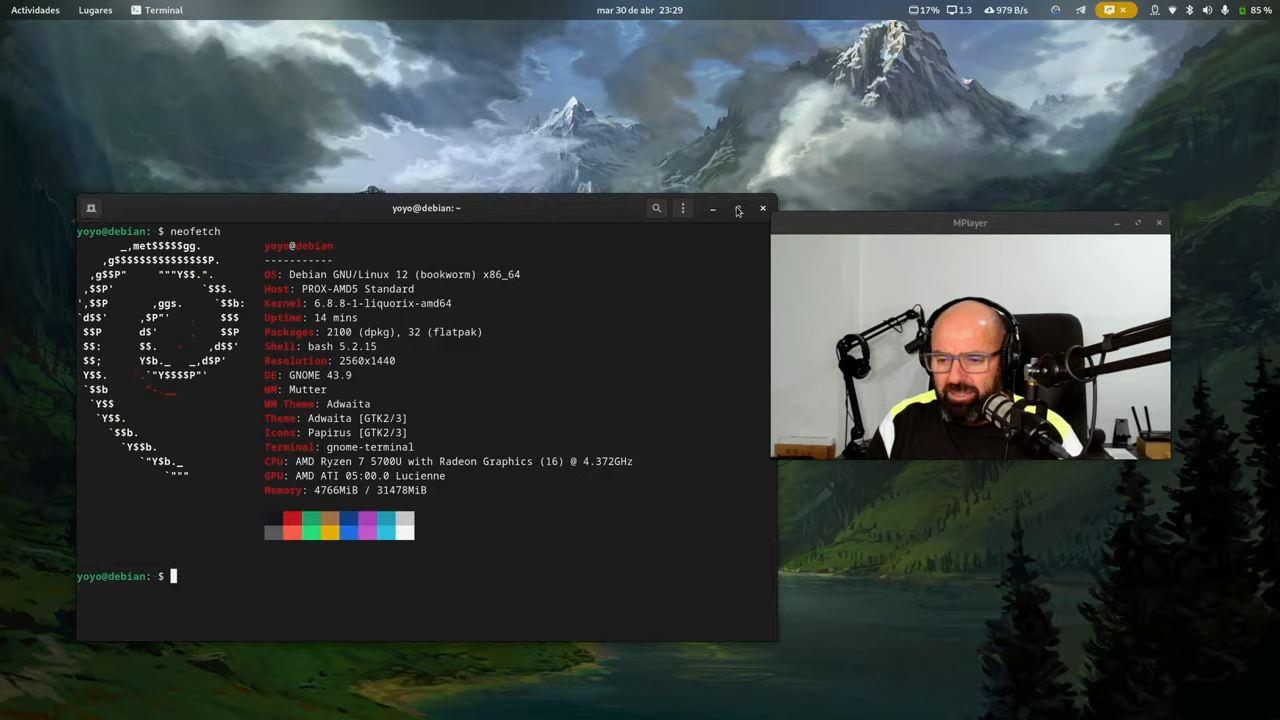 Actividades Lugares Terminal mar 30 de abr 23:29 17% 1.3 979 B/s 85 %
yoyo@debian: ~
MPlayer
yoyo@debian: $ neofetch
_,met$$$$$gg.
,g$$$$$$$$$$$$$$$P.
,g$$P" """Y$$.".
,$$P' `$$$.
',$$P ,ggs. `$$b:
`d$$' ,$P"' . $$$
$$P d$' , $$P
$$: $$. - ,d$$'
$$; Y$b._ _,d$P'
Y$$. `.`"Y$$$$P"'
`$$b "-.__
`Y$$
`Y$$.
`$$b.
`Y$$b.
`"Y$b._
`"""
yoyo@debian
-----------
OS: Debian GNU/Linux 12 (bookworm) x86_64
Host: PROX-AMD5 Standard
Kernel: 6.8.8-1-liquorix-amd64
Uptime: 14 mins
Packages: 2100 (dpkg), 32 (flatpak)
Shell: bash 5.2.15
Resolution: 2560x1440
DE: GNOME 43.9
WM: Mutter
WM Theme: Adwaita
Theme: Adwaita [GTK2/3]
Icons: Papirus [GTK2/3]
Terminal: gnome-terminal
CPU: AMD Ryzen 7 5700U with Radeon Graphics (16) @ 4.372GHz
GPU: AMD ATI 05:00.0 Lucienne
Memory: 4766MiB / 31478MiB
yoyo@debian: $